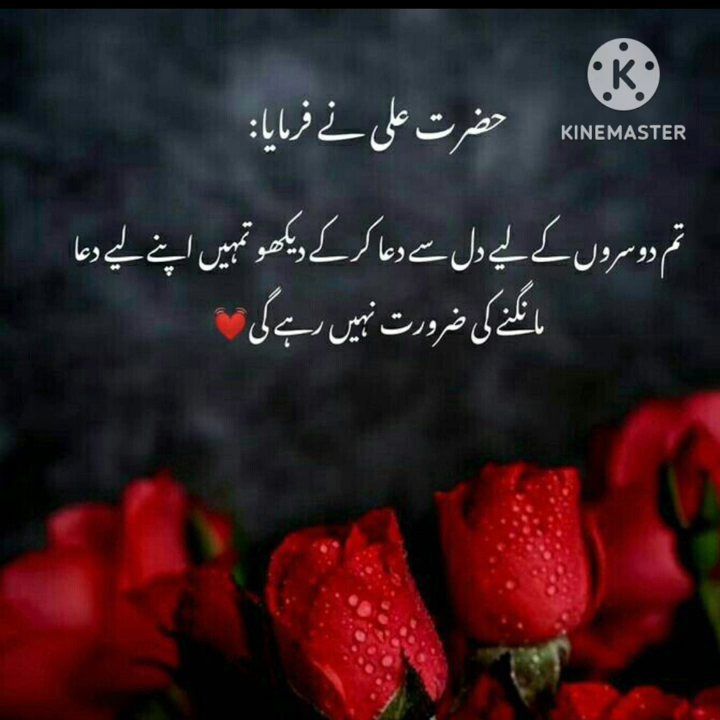 KINEMASTER
حضرت علی نے فرمایا:
تم دوسروں کے لیے دل سے دعا کر کے دیکھو تمہیں اپنے لیے دعا
مانگنے کی ضرورت نہیں رہے گی 💓